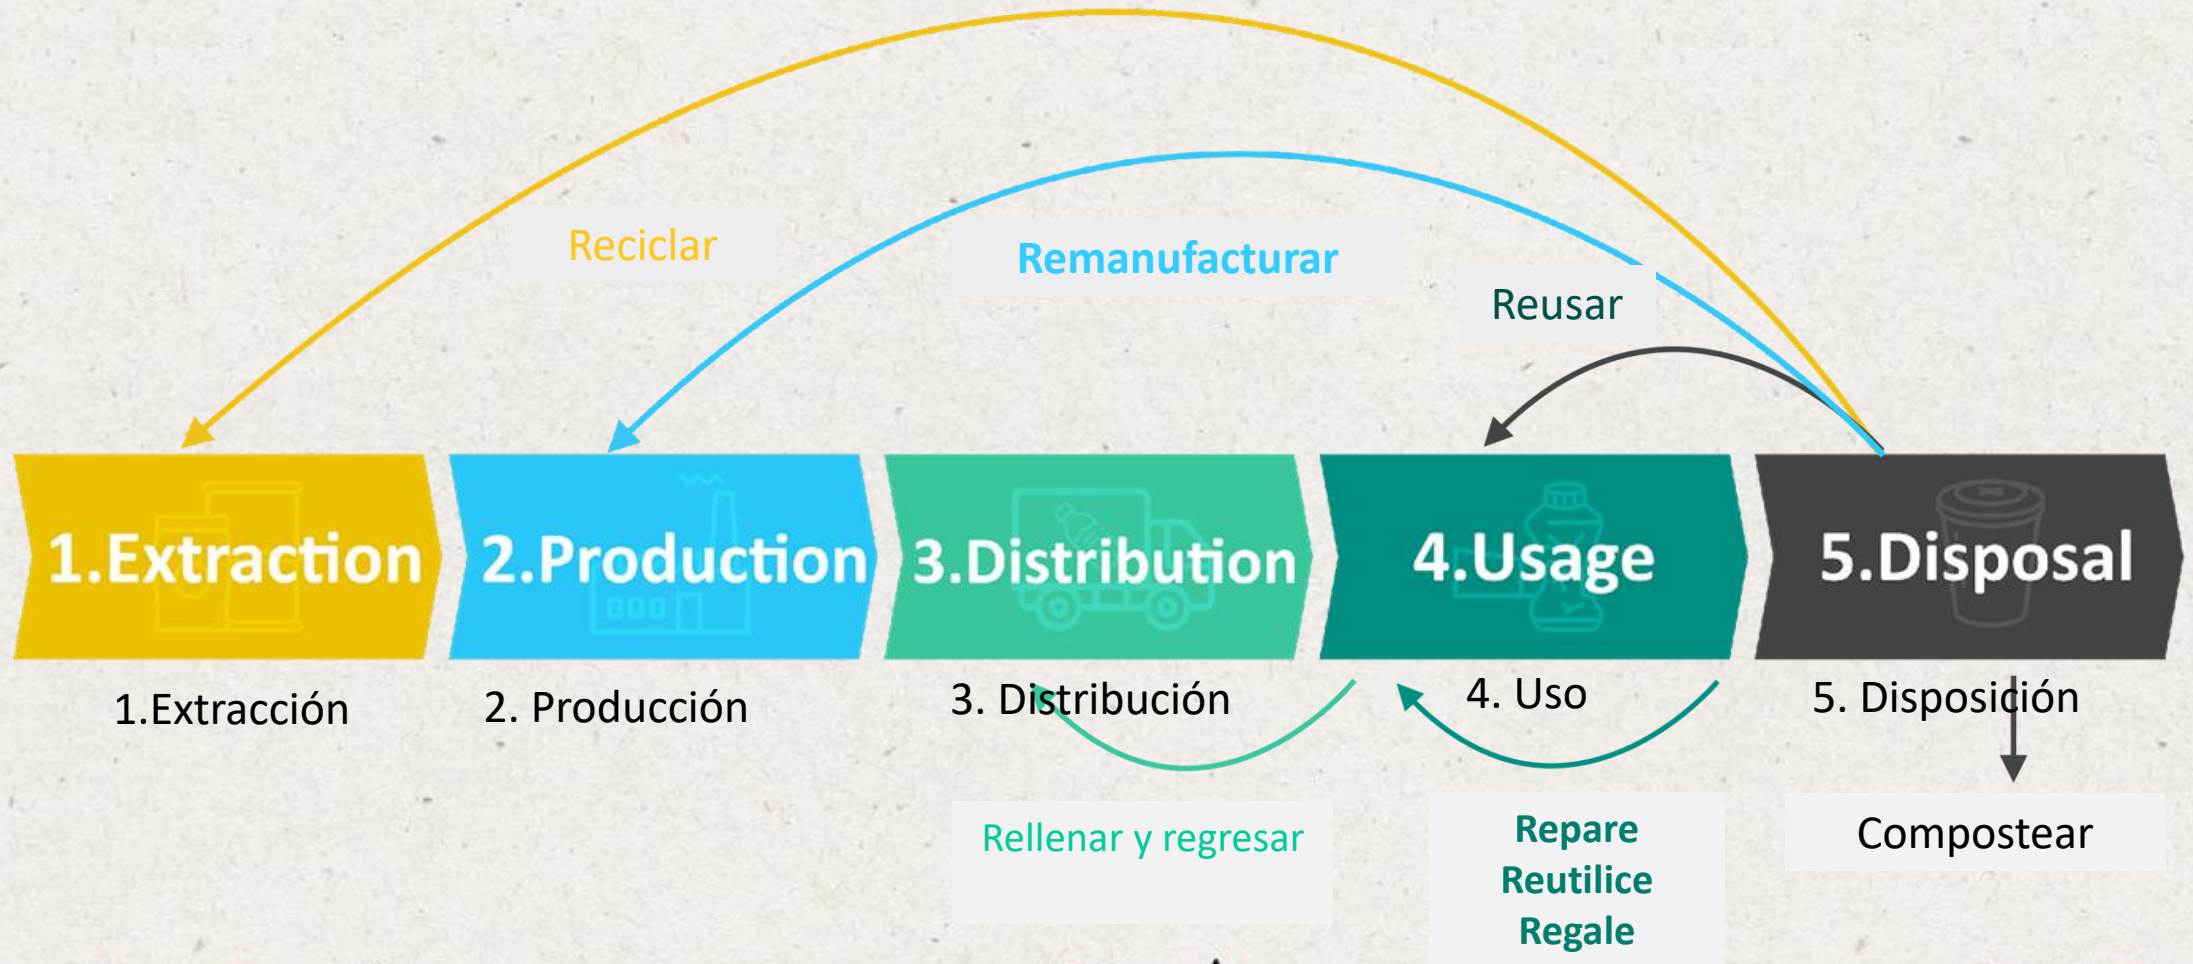 Reciclar
Remanufacturar
Reusar
1.Extraction
2.Production
3.Distribution
4.Usage
5.Disposal
1.Extracción
2. Producción
3. Distribución
4. Uso
5. Disposición
Rellenar y regresar
Repare
Reutilice
Regale
Compostear